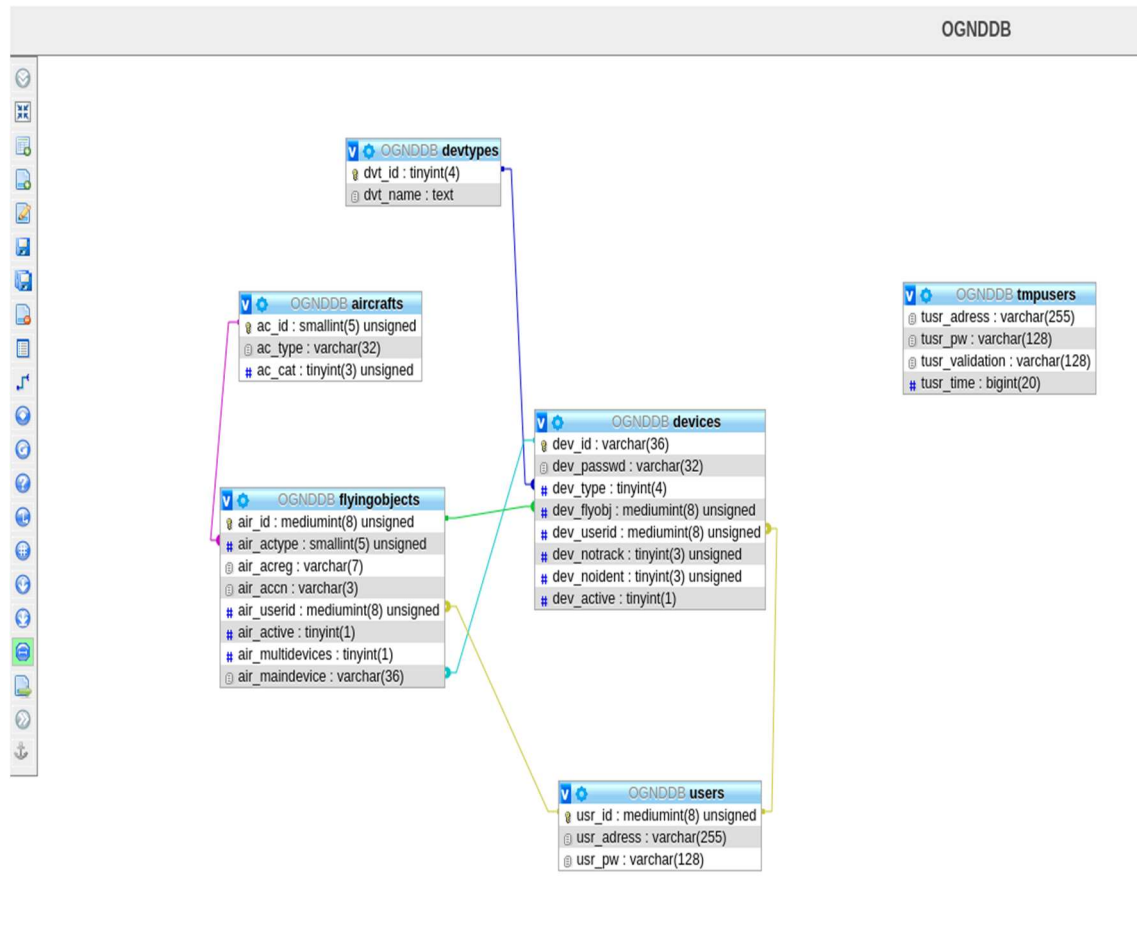 OGNDDB
OGNDDB devtypes
dvt_id : tinyint(4)
dvt_name : text
OGNDDB aircrafts
ac_id : smallint(5) unsigned
ac_type : varchar(32)
ac_cat : tinyint(3) unsigned
OGNDDB tmpusers
tusr_adress : varchar(255)
tusr_pw : varchar(128)
tusr_validation : varchar(128)
tusr_time : bigint(20)
OGNDDB devices
dev_id : varchar(36)
dev_passwd : varchar(32)
dev_type : tinyint(4)
dev_flyobj : mediumint(8) unsigned
dev_userid : mediumint(8) unsigned
dev_notrack : tinyint(3) unsigned
dev_noident : tinyint(3) unsigned
dev_active : tinyint(1)
OGNDDB flyingobjects
air_id : mediumint(8) unsigned
air_actype : smallint(5) unsigned
air_acreg : varchar(7)
air_accn : varchar(3)
air_userid : mediumint(8) unsigned
air_active : tinyint(1)
air_multidevices : tinyint(1)
air_maindevice : varchar(36)
OGNDDB users
usr_id : mediumint(8) unsigned
usr_adress : varchar(255)
usr_pw : varchar(128)